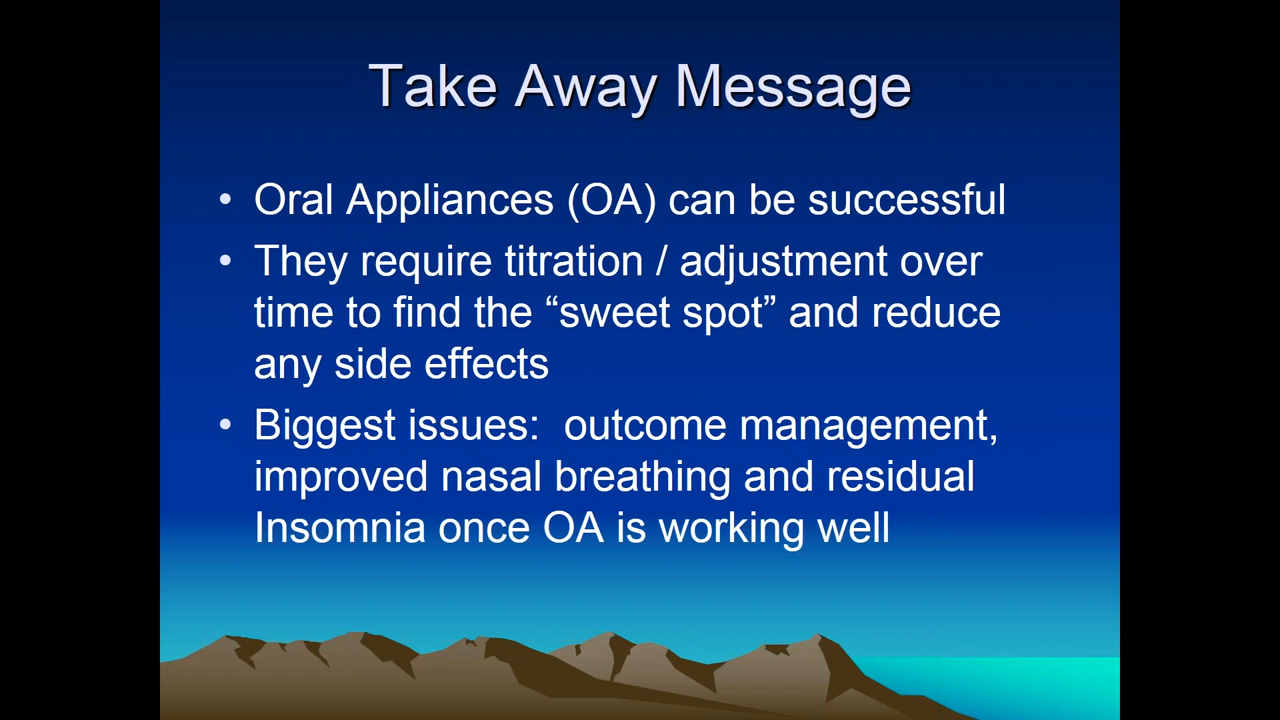 Take Away Message
• Oral Appliances (OA) can be successful
• They require titration / adjustment over
time to find the “sweet spot” and reduce
any side effects
• Biggest issues:  outcome management,
improved nasal breathing and residual
Insomnia once OA is working well